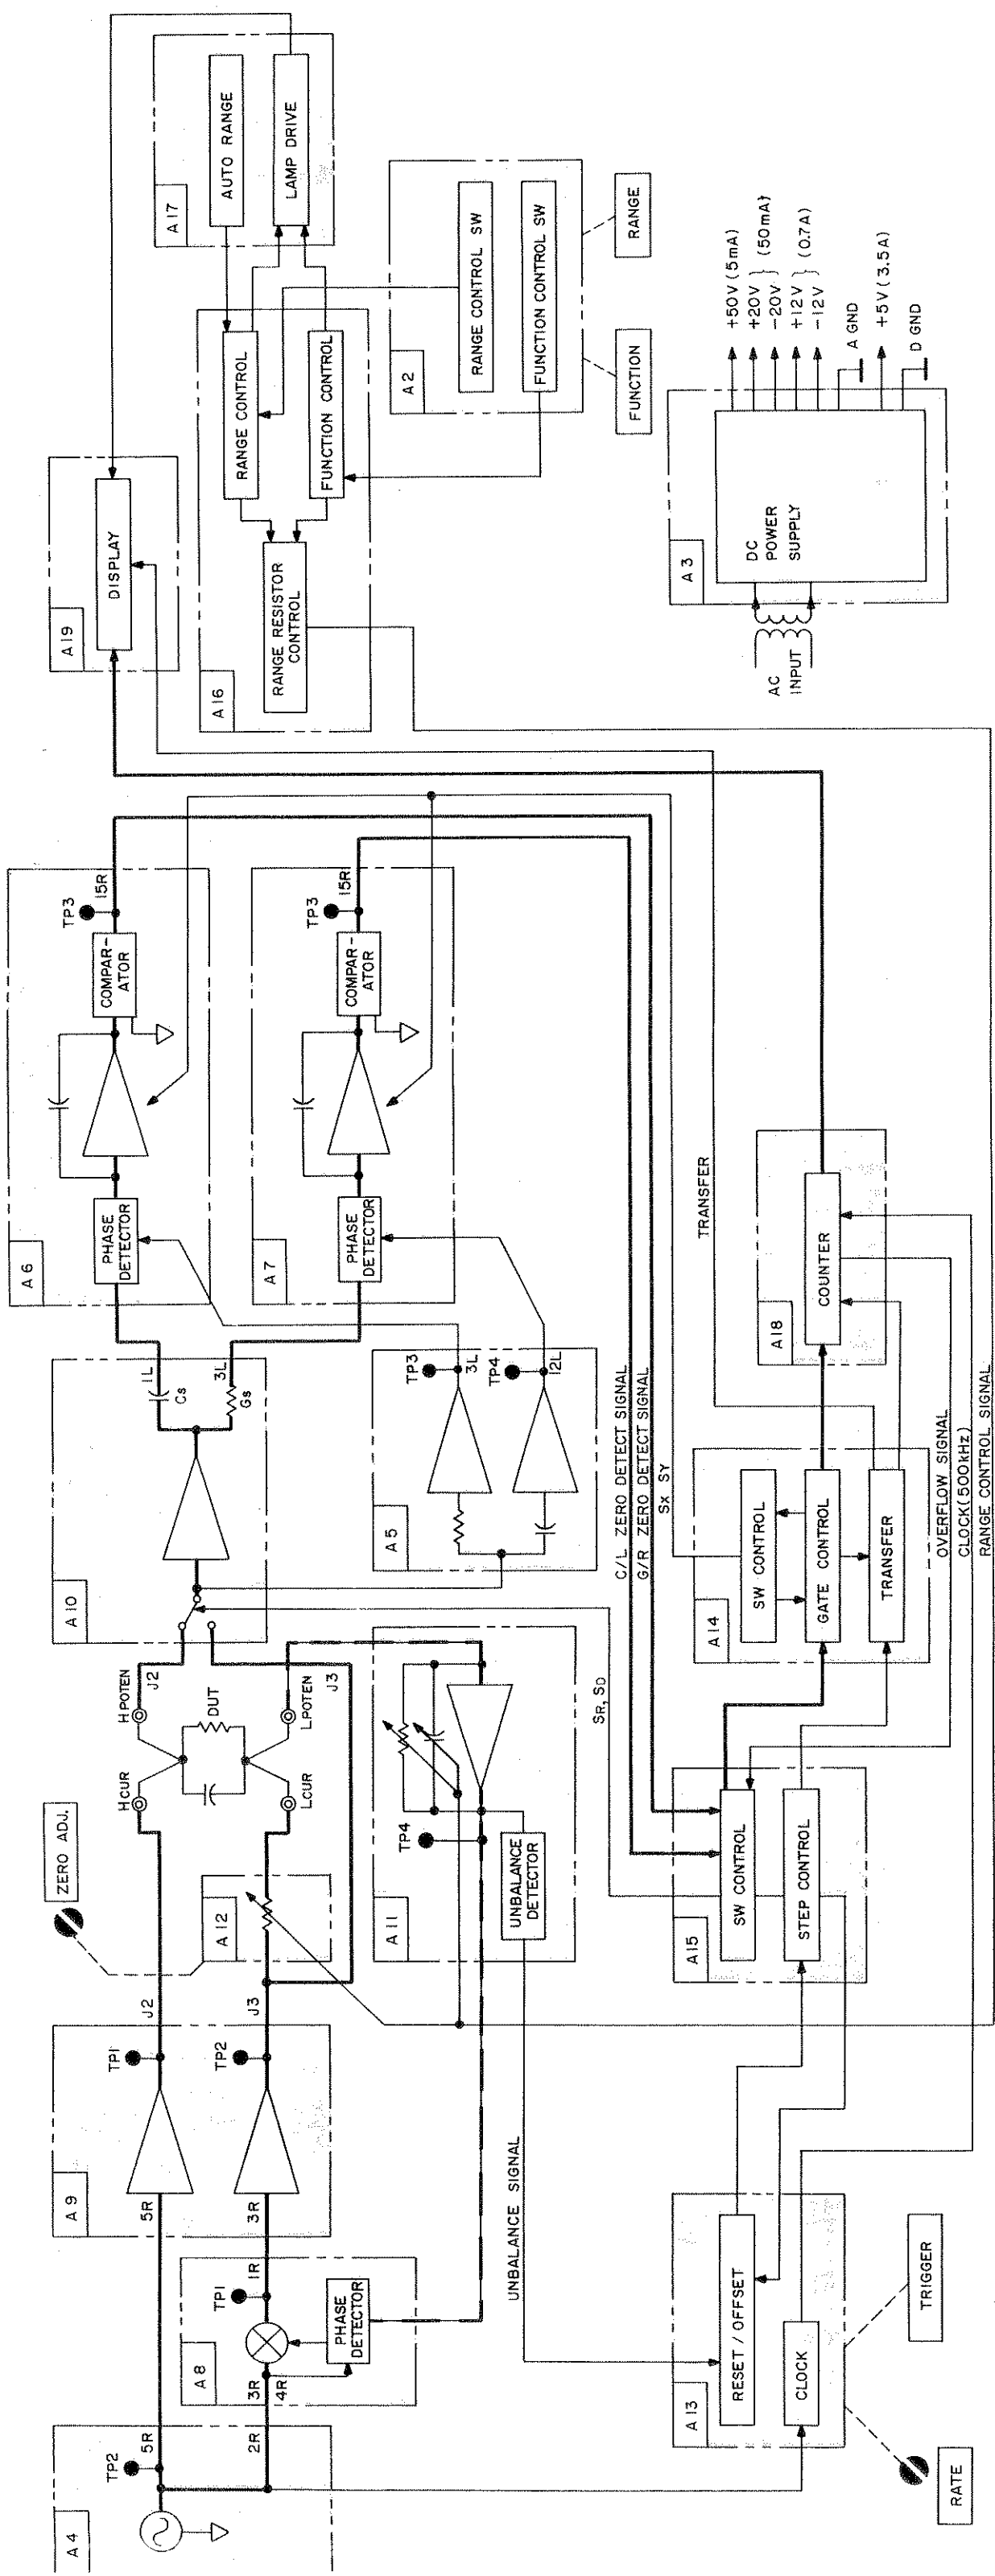 A4
TP2
5R
2R
A8
3R
4R
TP1
1R
PHASE
DETECTOR
A9
5R
3R
TP1
TP2
J2
J3
ZERO ADJ.
A12
HCUR
HPOTEN
DUT
LCUR
LPOTEN
J2
J3
A11
TP4
UNBALANCE
DETECTOR
UNBALANCE SIGNAL
A10
1L
CS
3L
GS
A5
TP3
3L
TP4
12L
A6
PHASE
DETECTOR
COMPAR-
ATOR
TP3
15R
A7
PHASE
DETECTOR
COMPAR-
ATOR
TP3
15R
C/L ZERO DETECT SIGNAL
G/R ZERO DETECT SIGNAL
SX SY
SR, SD
TRANSFER
A13
RESET / OFFSET
CLOCK
RATE
TRIGGER
A15
SW CONTROL
STEP CONTROL
A14
SW CONTROL
GATE CONTROL
TRANSFER
A18
COUNTER
OVERFLOW SIGNAL
CLOCK(500kHz)
RANGE CONTROL SIGNAL
A19
DISPLAY
A16
RANGE RESISTOR
CONTROL
RANGE CONTROL
FUNCTION CONTROL
A17
AUTO RANGE
LAMP DRIVE
A2
RANGE CONTROL SW
FUNCTION CONTROL SW
FUNCTION
RANGE
A3
AC
INPUT
DC
POWER
SUPPLY
+50V (5mA)
+20V
-20V } (50mA)
+12V
-12V } (0.7A)
A GND
+5V (3.5A)
D GND